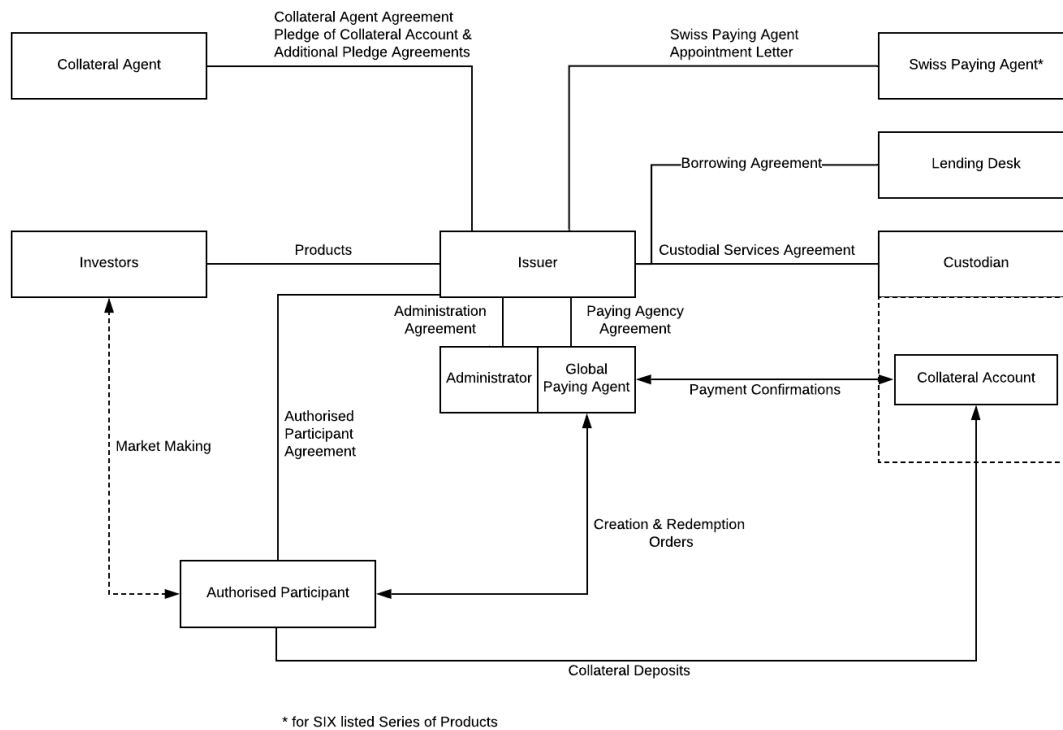 Collateral Agent Agreement
Pledge of Collateral Account &
Additional Pledge Agreements
Swiss Paying Agent
Appointment Letter
Collateral Agent
Swiss Paying Agent*
Borrowing Agreement
Lending Desk
Investors
Products
Issuer
Custodial Services Agreement
Custodian
Administration
Agreement
Paying Agency
Agreement
Administrator
Global
Paying Agent
Payment Confirmations
Collateral Account
Authorised
Participant
Agreement
Market Making
Creation & Redemption
Orders
Authorised Participant
Collateral Deposits
* for SIX listed Series of Products